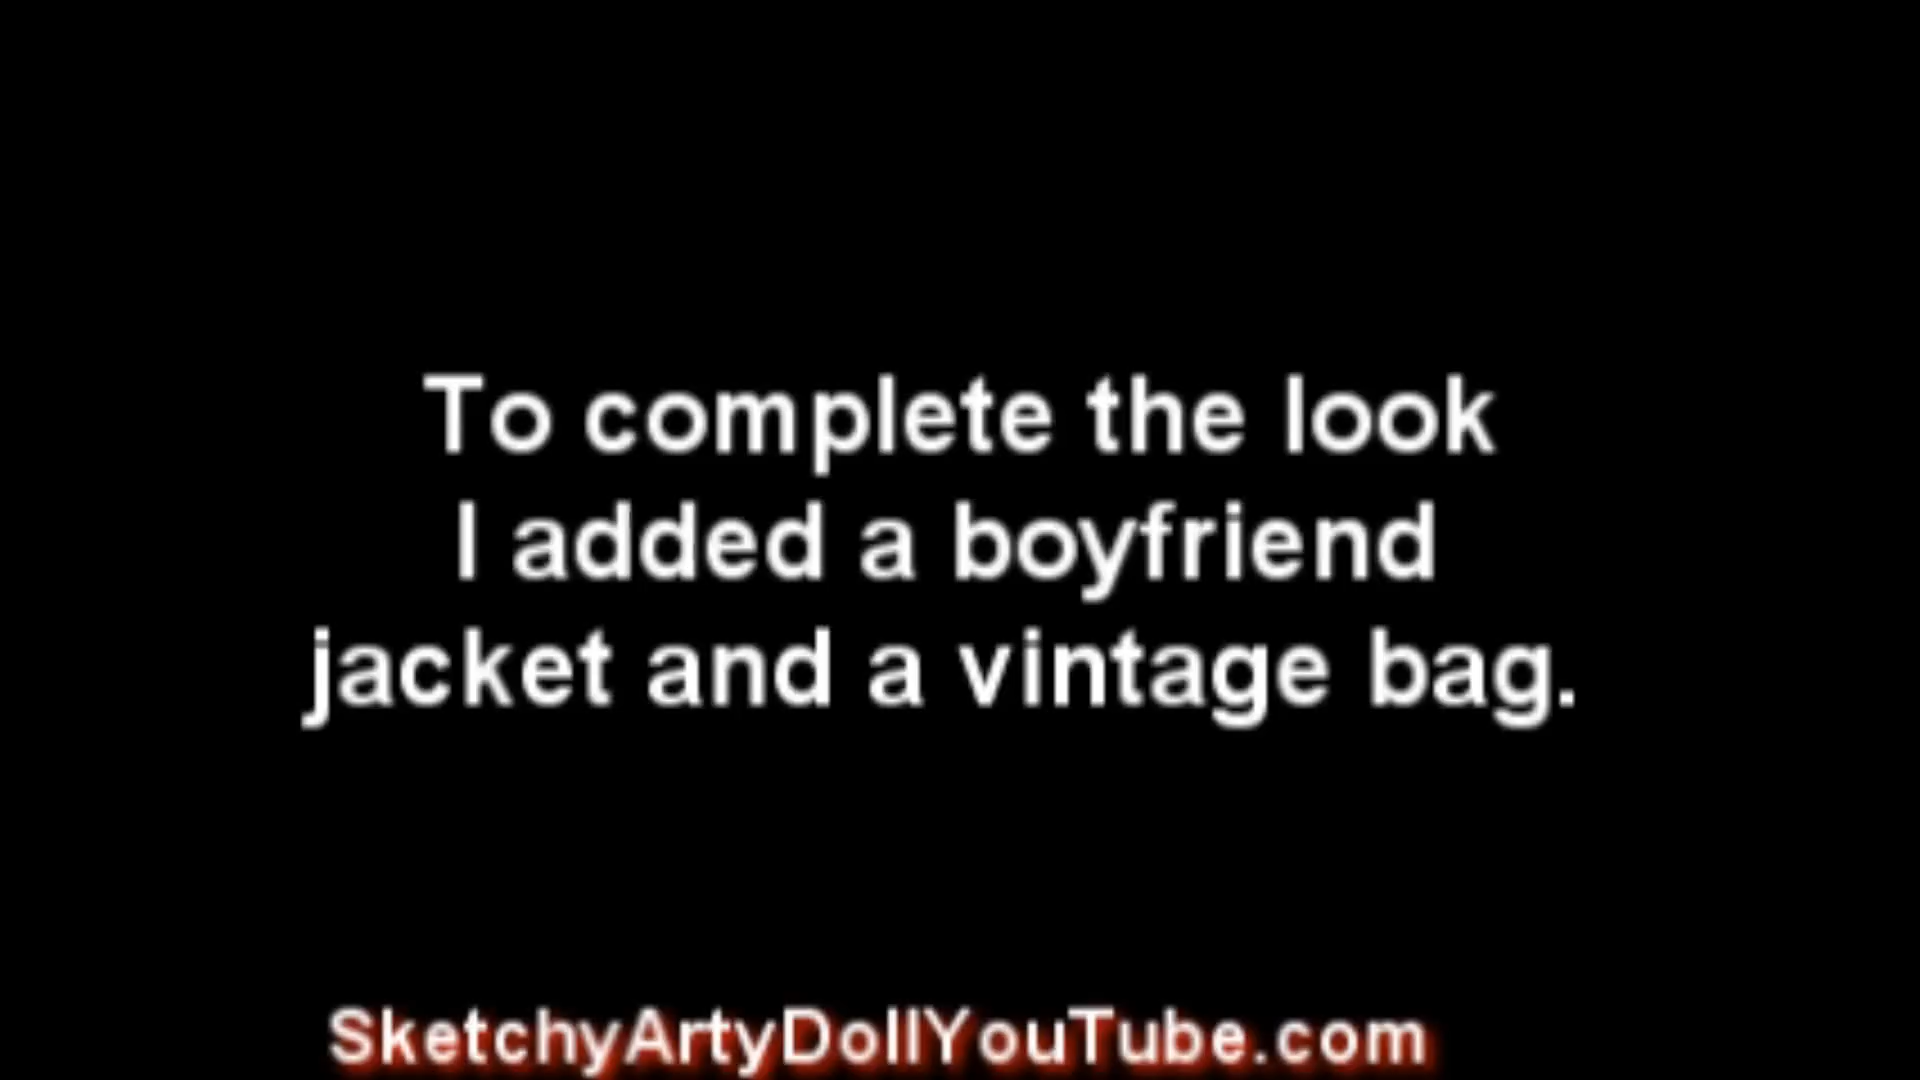 To complete the look
I added a boyfriend
jacket and a vintage bag.
SketchyArtyDollYouTube.com